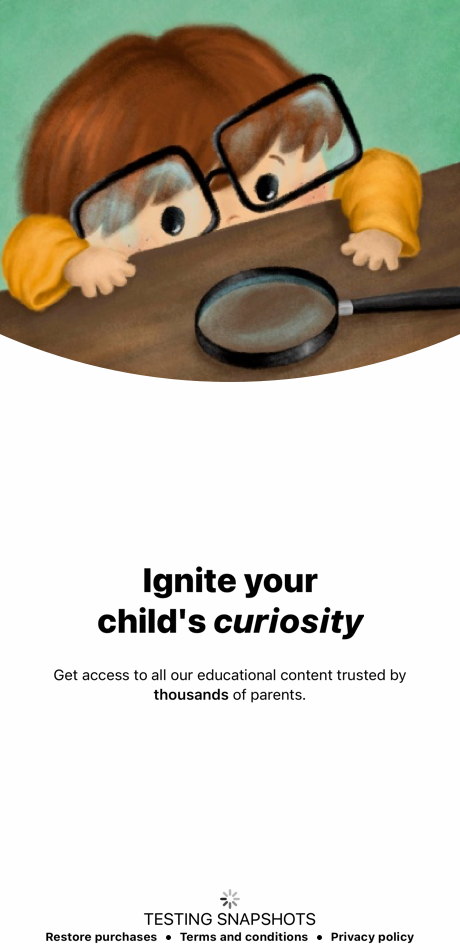 Ignite your
child's curiosity
Get access to all our educational content trusted by
thousands of parents.
TESTING SNAPSHOTS
Restore purchases • Terms and conditions • Privacy policy